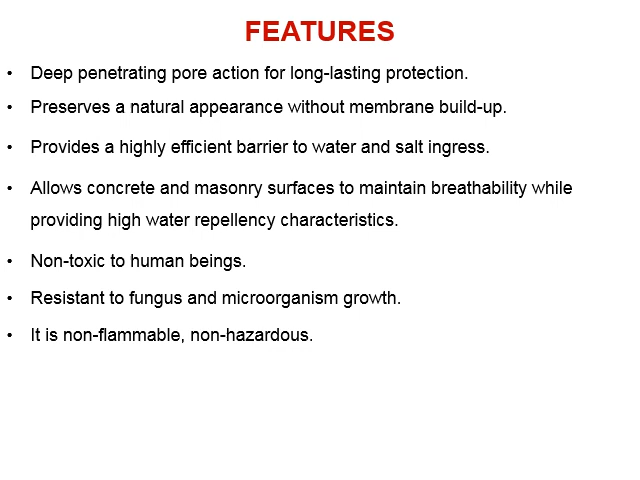 FEATURES
• Deep penetrating pore action for long-lasting protection.
• Preserves a natural appearance without membrane build-up.
• Provides a highly efficient barrier to water and salt ingress.
• Allows concrete and masonry surfaces to maintain breathability while
providing high water repellency characteristics.
• Non-toxic to human beings.
• Resistant to fungus and microorganism growth.
• It is non-flammable, non-hazardous.